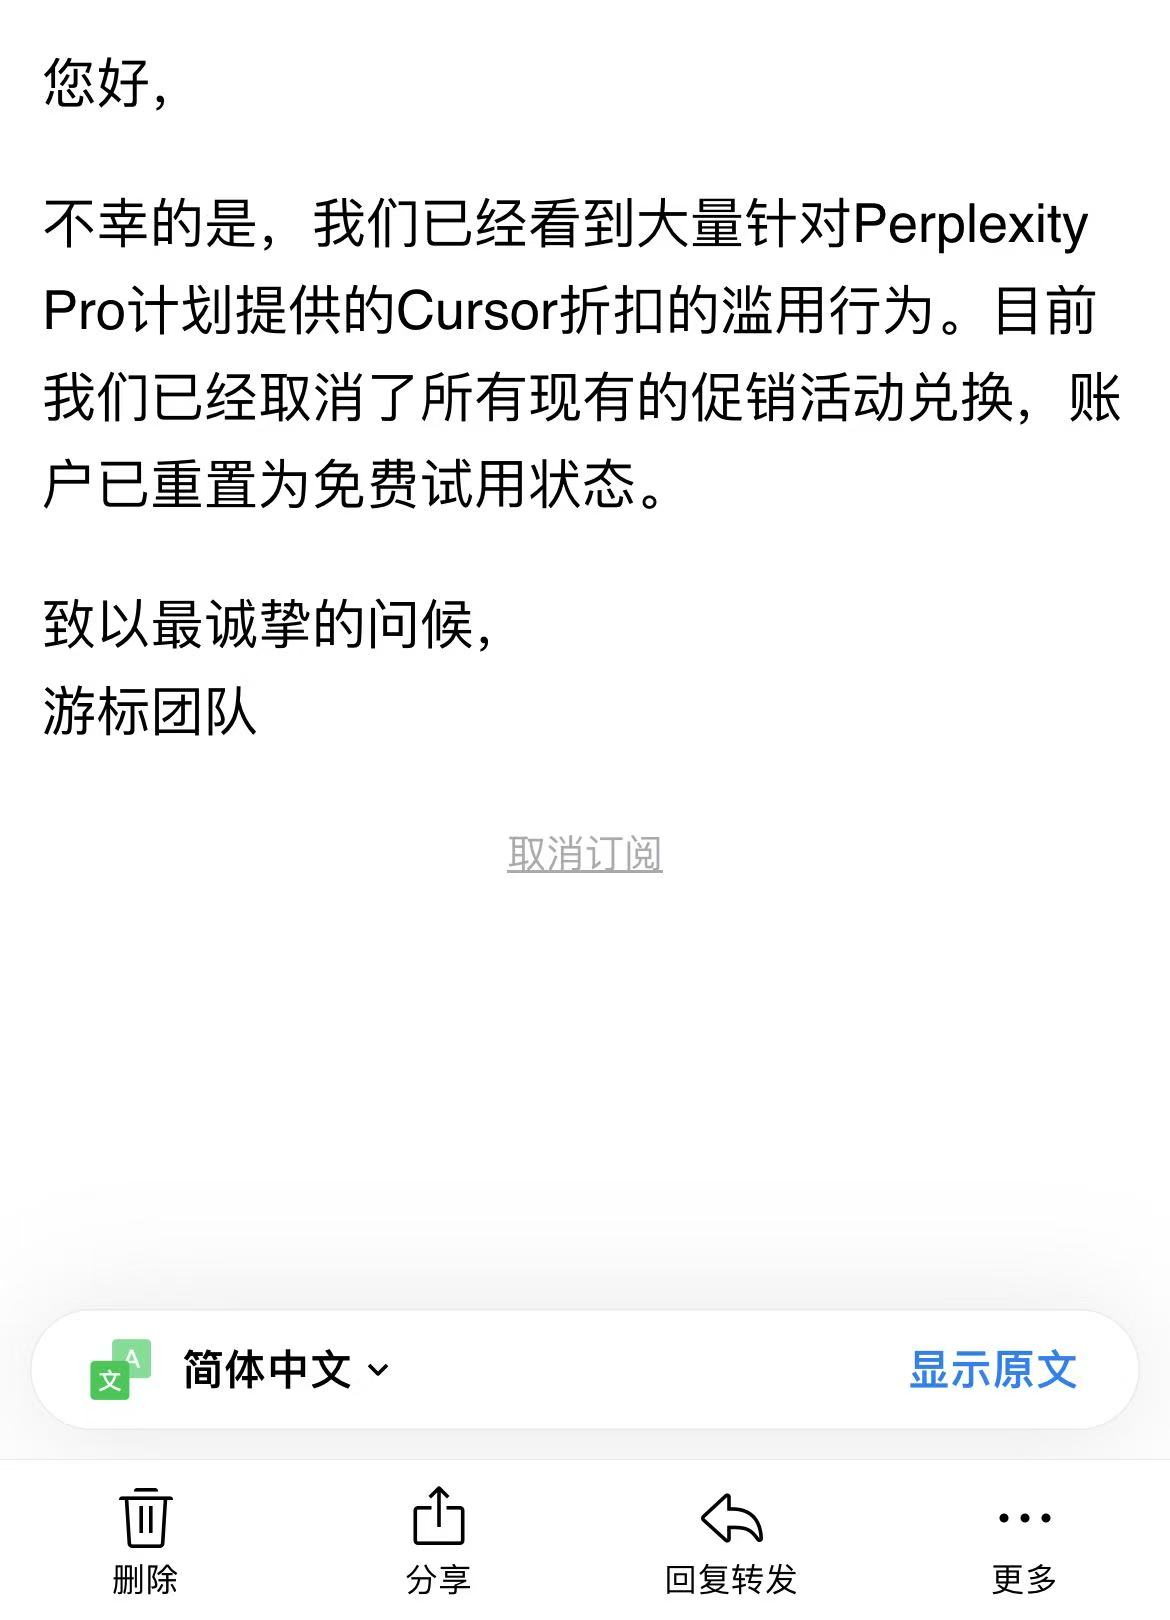 您好，
不幸的是，我们已经看到大量针对Perplexity
Pro计划提供的Cursor折扣的滥用行为。目前
我们已经取消了所有现有的促销活动兑换，账
户已重置为免费试用状态。
致以最诚挚的问候，
游标团队
取消订阅
A
文
简体中文
显示原文
删除
分享
回复转发
更多